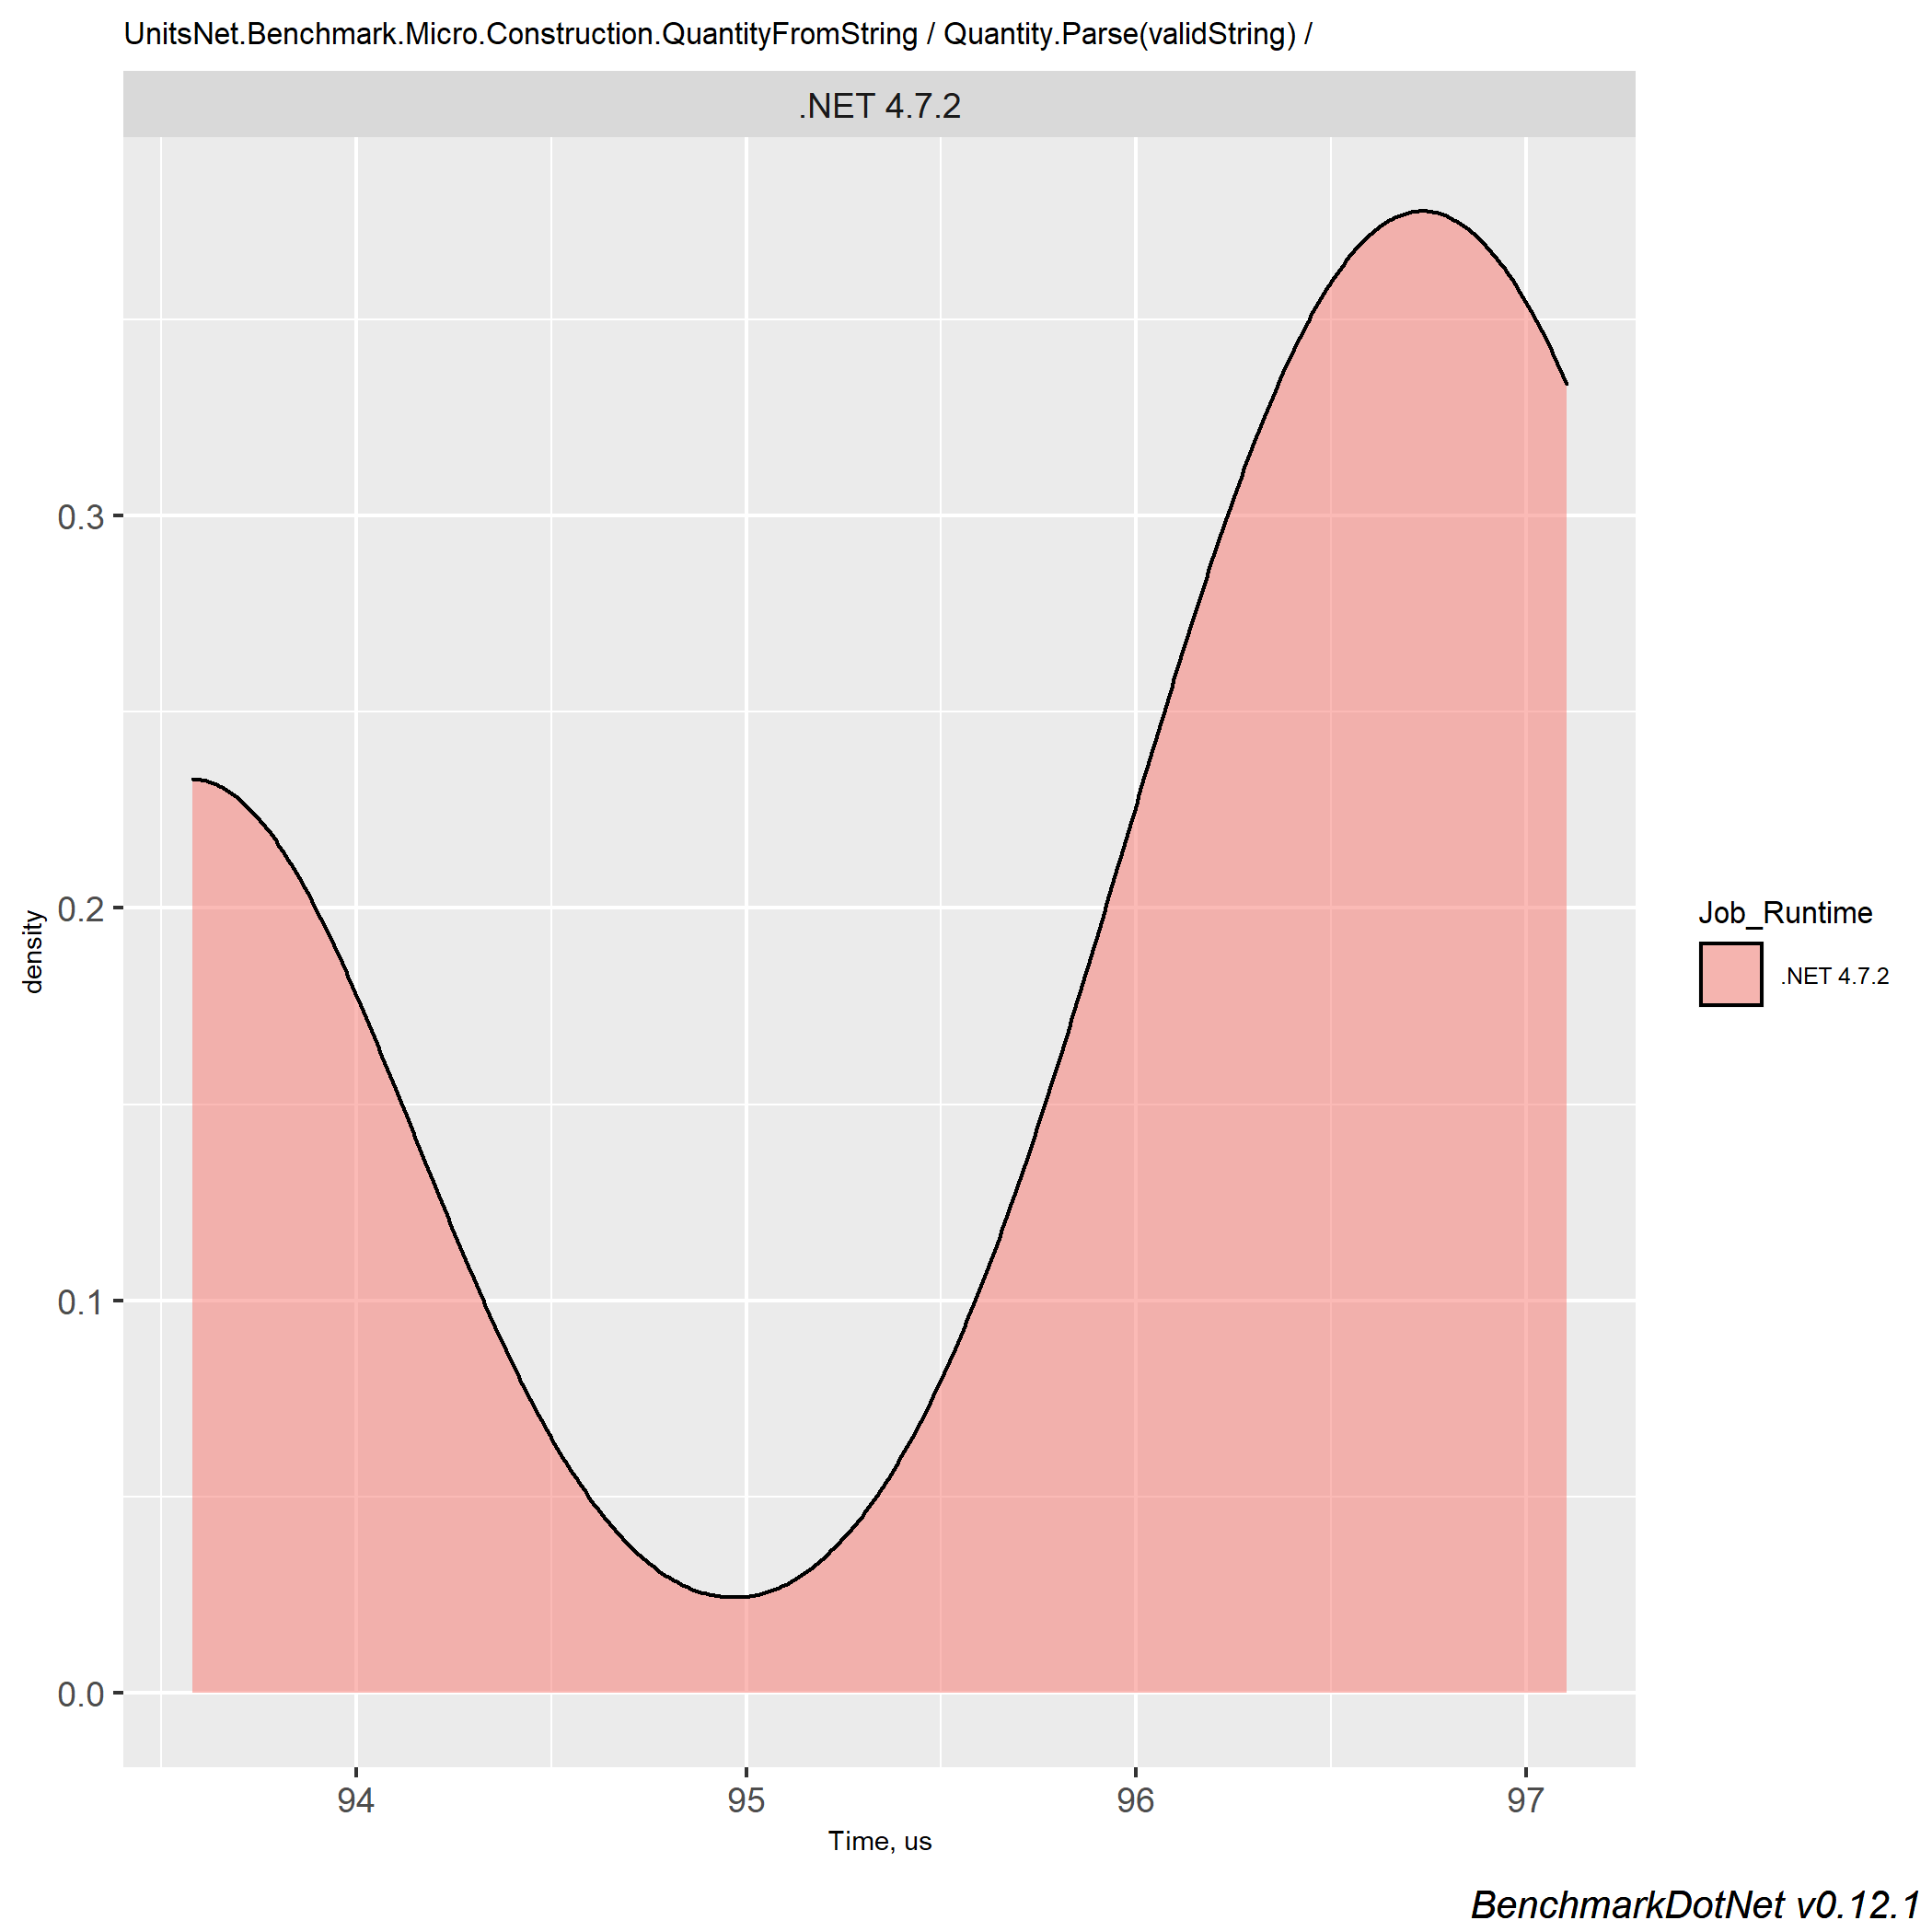 UnitsNet.Benchmark.Micro.Construction.QuantityFromString / Quantity.Parse(validString) /
.NET 4.7.2
0.3
0.2
0.1
0.0
density
94 95 96 97
Time, us
Job_Runtime
.NET 4.7.2
BenchmarkDotNet v0.12.1